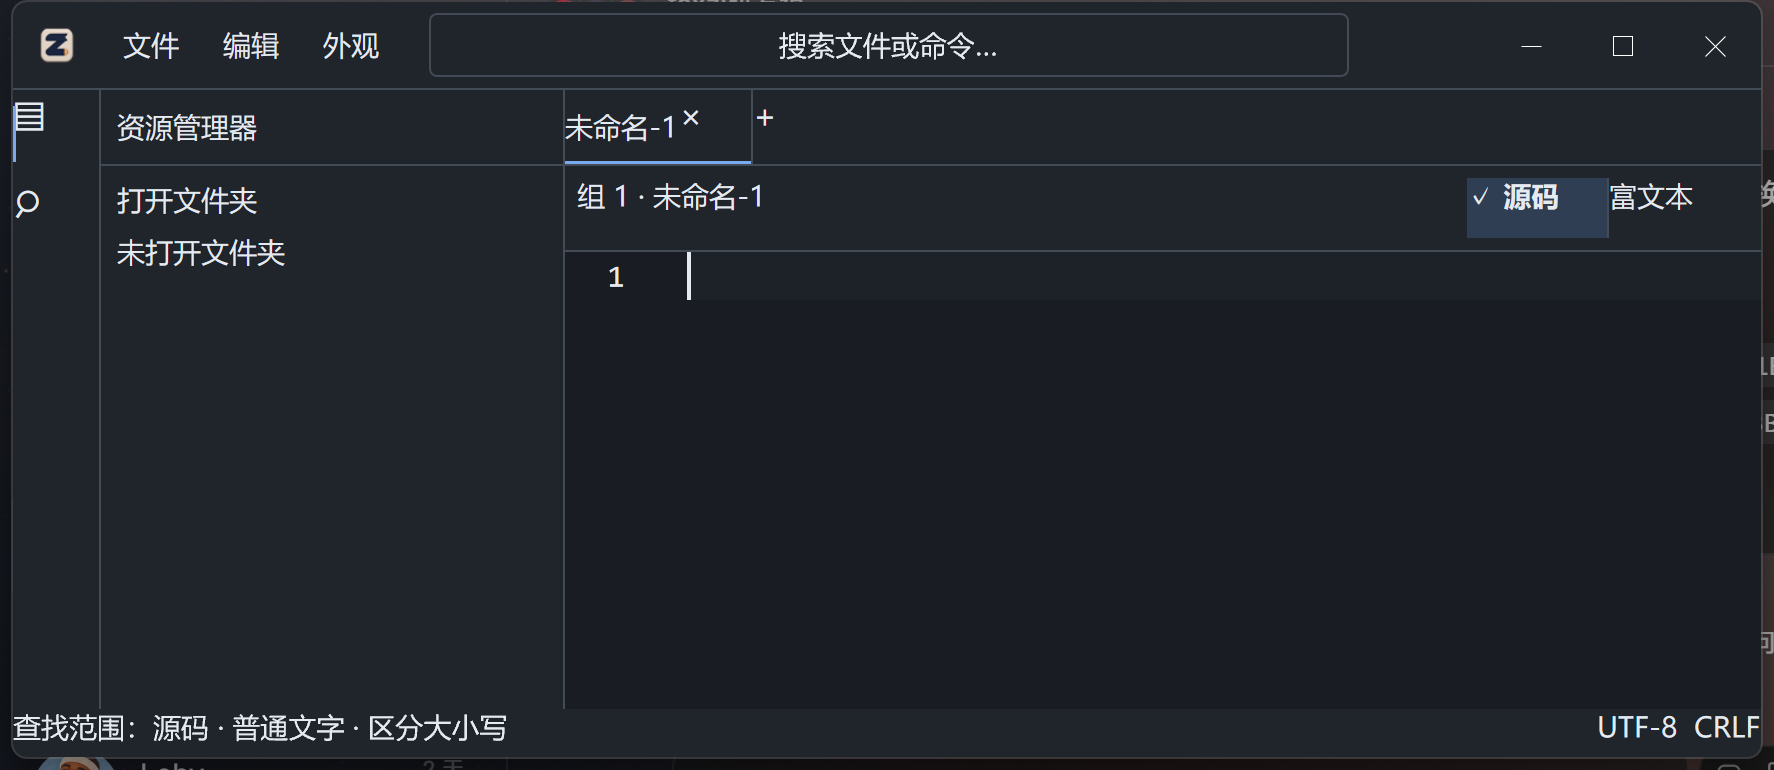 Z 文件 编辑 外观 搜索文件或命令...
资源管理器 未命名-1 × +
打开文件夹 组 1 · 未命名-1 ✓ 源码 富文本
未打开文件夹
1
查找范围：源码 · 普通文字 · 区分大小写 UTF-8 CRLF